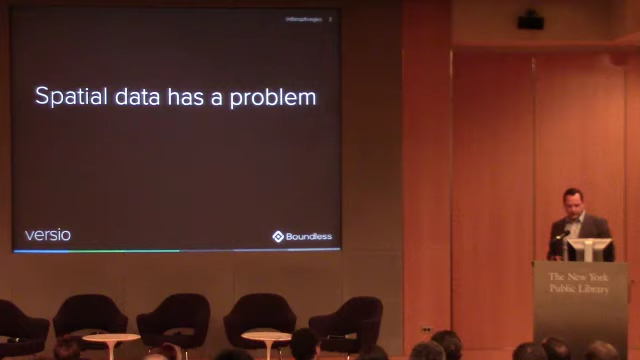 Spatial data has a problem
versio
Boundless
The New York
Public Library